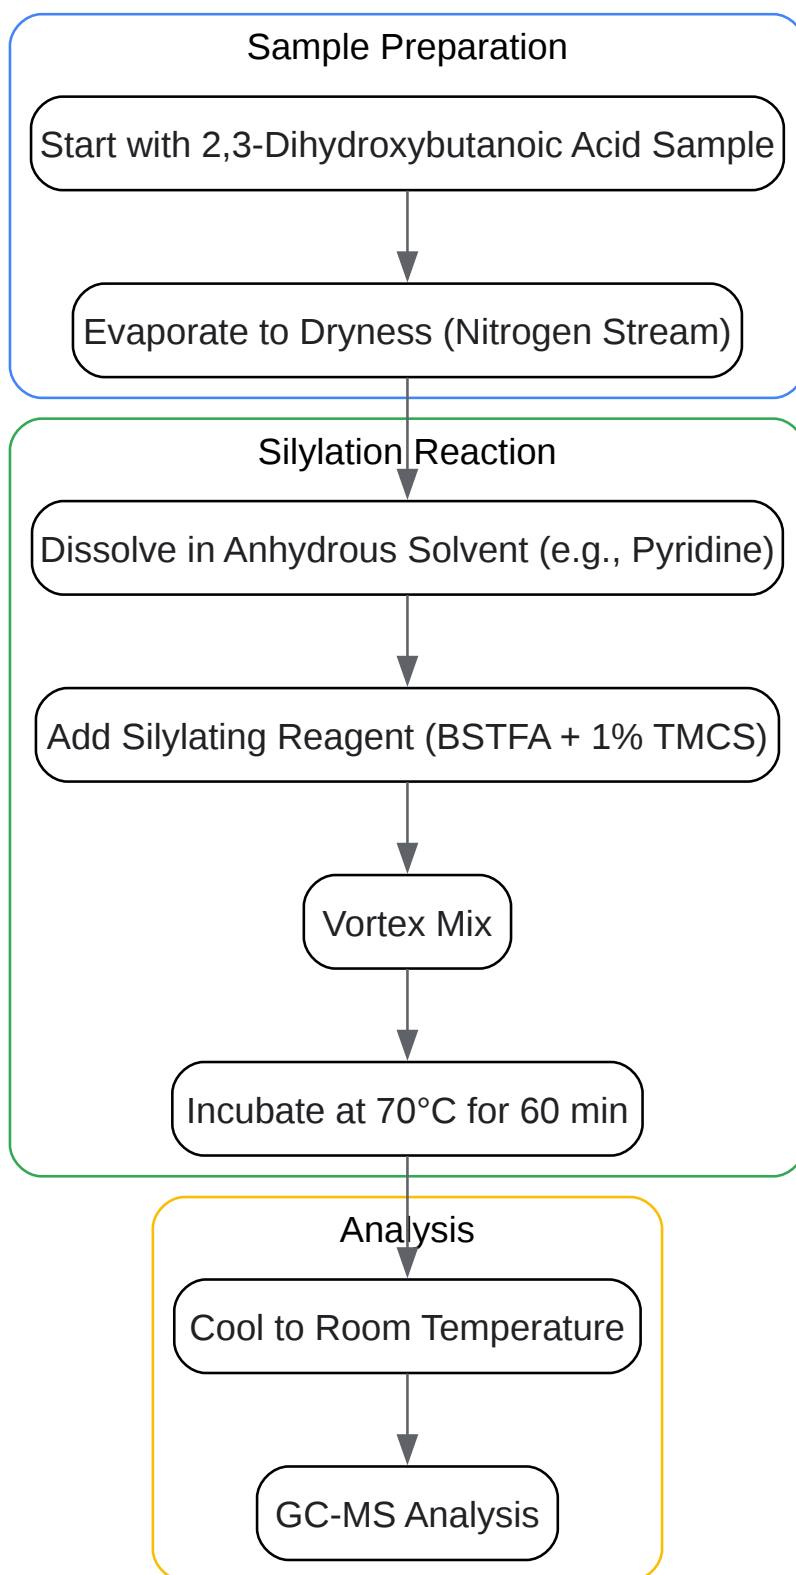 Sample Preparation
Start with 2,3-Dihydroxybutanoic Acid Sample
Evaporate to Dryness (Nitrogen Stream)
Silylation Reaction
Dissolve in Anhydrous Solvent (e.g., Pyridine)
Add Silylating Reagent (BSTFA + 1% TMCS)
Vortex Mix
Incubate at 70°C for 60 min
Analysis
Cool to Room Temperature
GC-MS Analysis